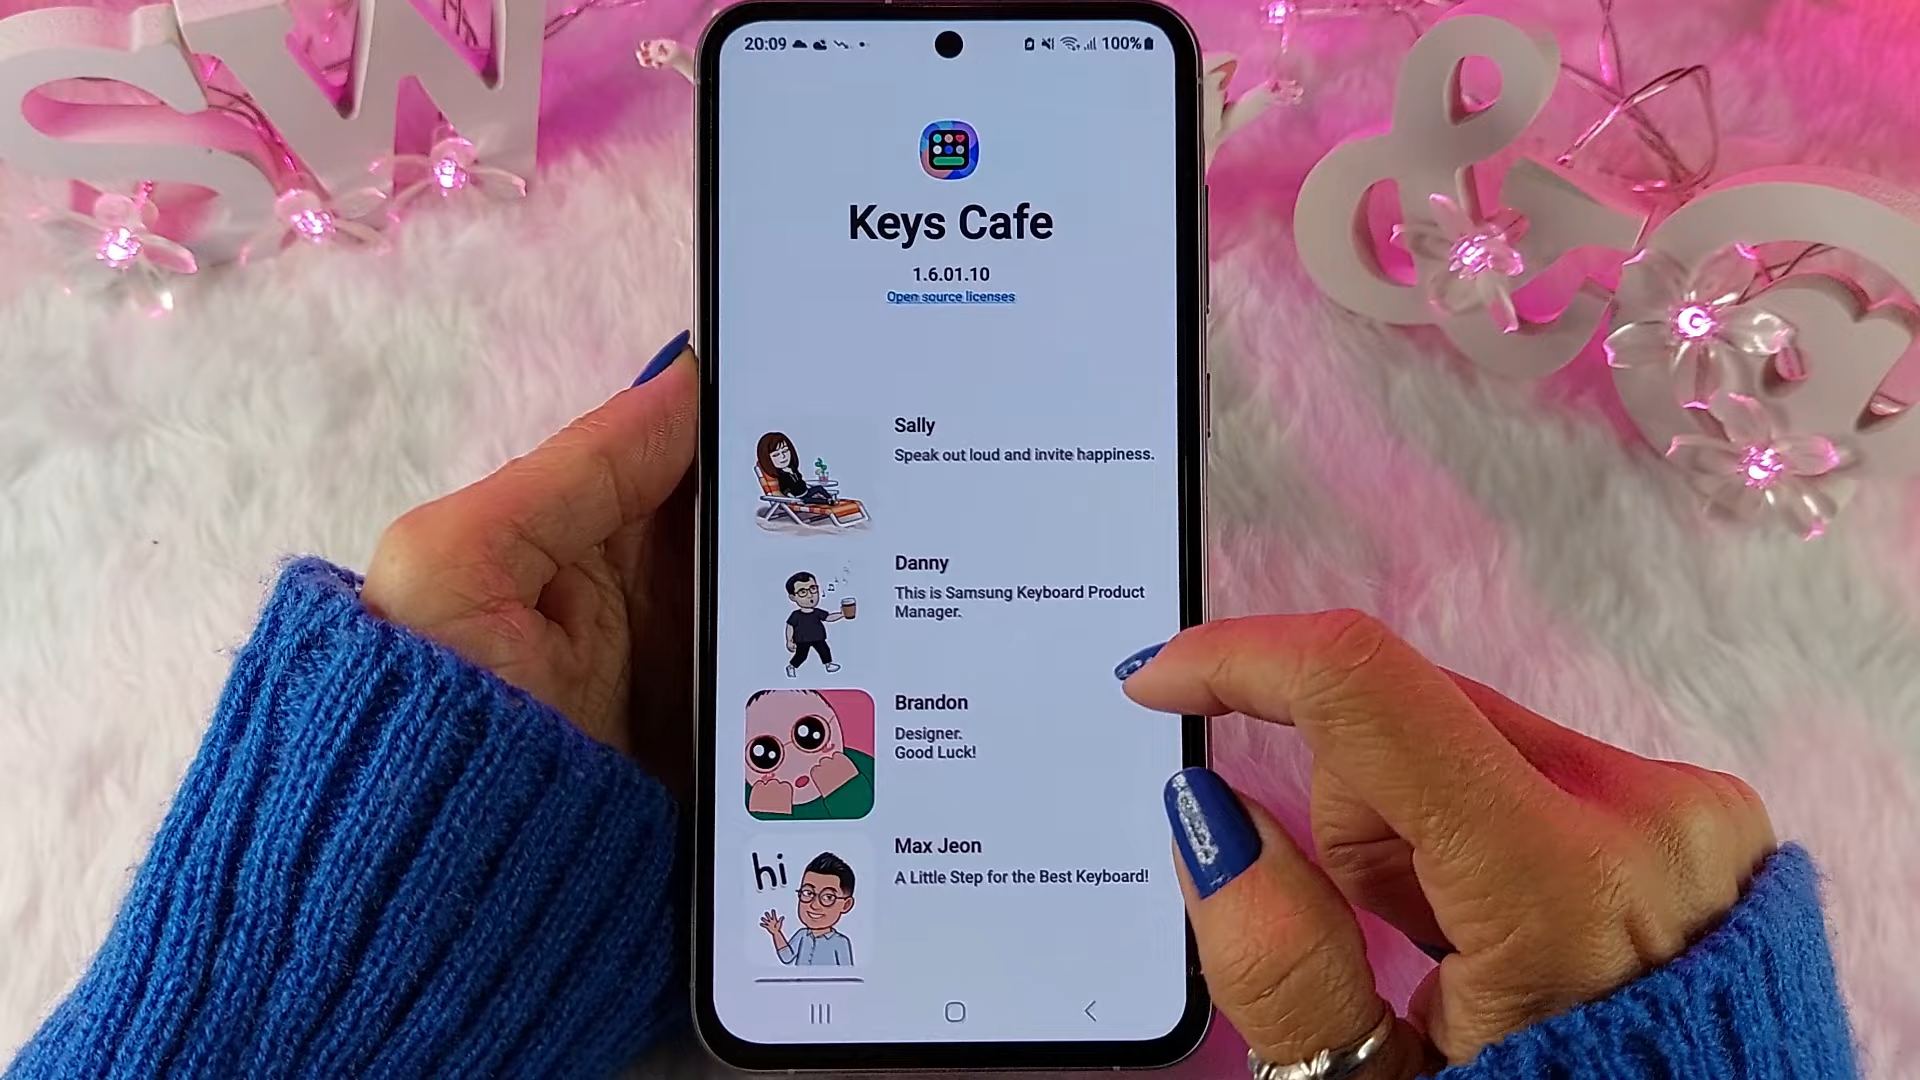 SW
&
20:09
100%
Keys Cafe
1.6.01.10
Open source licenses
Sally
Speak out loud and invite happiness.
Danny
This is Samsung Keyboard Product
Manager.
Brandon
Designer.
Good Luck!
hi
Max Jeon
A Little Step for the Best Keyboard!